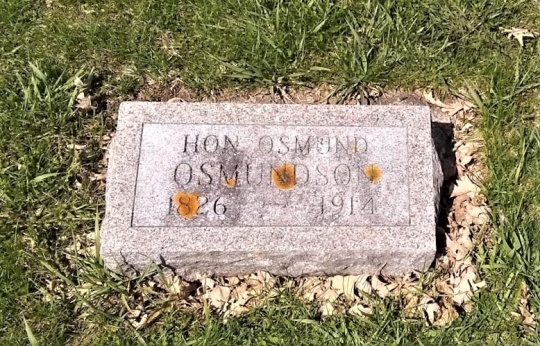 HON OSMUND
OSMUNDSON
1826 - 1914